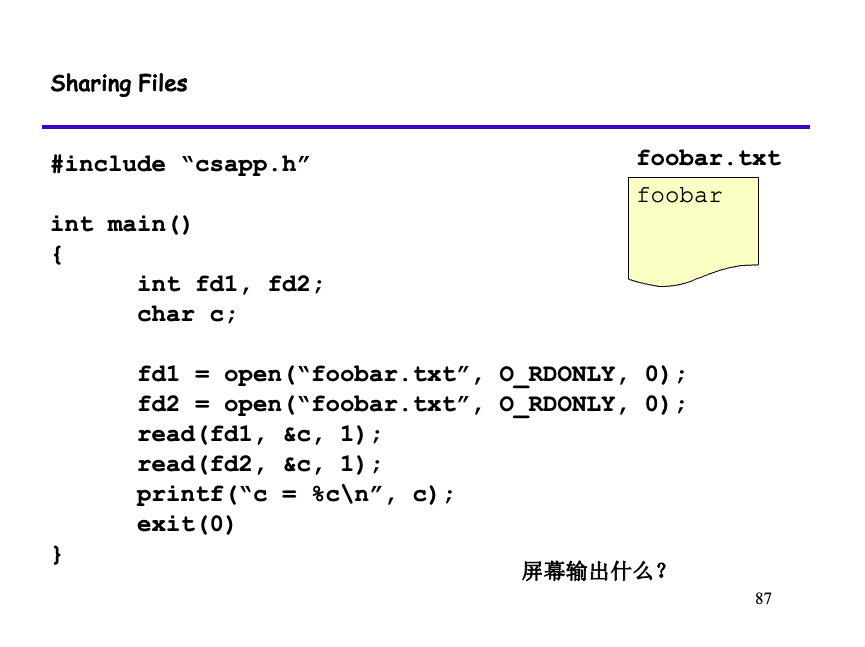 Sharing Files
#include “csapp.h”
foobar.txt
foobar
int main()
{
int fd1, fd2;
char c;
fd1 = open(“foobar.txt”, O_RDONLY, 0);
fd2 = open(“foobar.txt”, O_RDONLY, 0);
read(fd1, &c, 1);
read(fd2, &c, 1);
printf(“c = %c\n”, c);
exit(0)
}
屏幕输出什么?
87